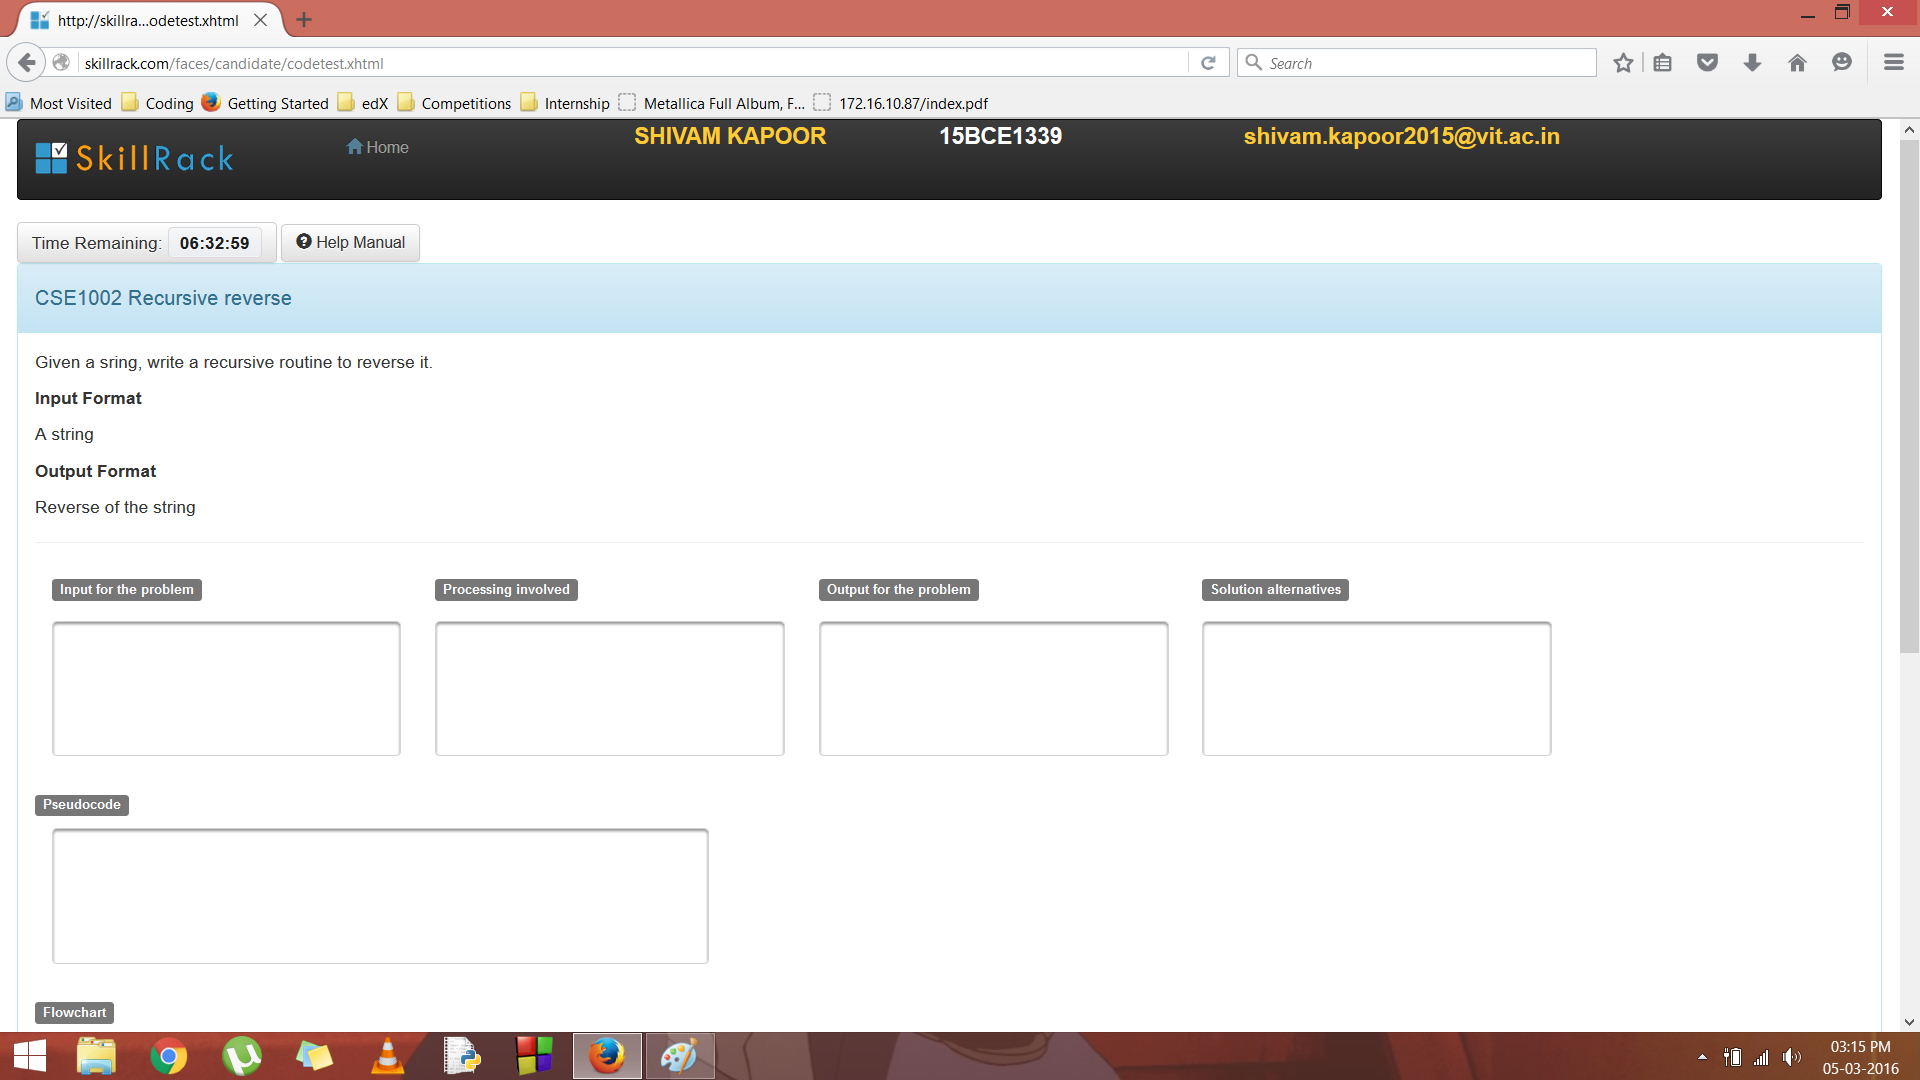 http://skillra...odetest.xhtml
skillrack.com/faces/candidate/codetest.xhtml
Search
Most Visited Coding Getting Started edX Competitions Internship Metallica Full Album, F... 172.16.10.87/index.pdf
SkillRack Home SHIVAM KAPOOR 15BCE1339 shivam.kapoor2015@vit.ac.in
Time Remaining: 06:32:59 Help Manual
CSE1002 Recursive reverse
Given a sring, write a recursive routine to reverse it.
Input Format
A string
Output Format
Reverse of the string
Input for the problem Processing involved Output for the problem Solution alternatives
Pseudocode
Flowchart
03:15 PM
05-03-2016